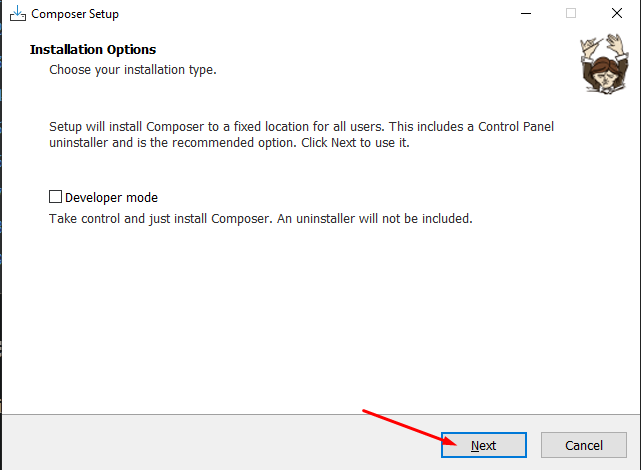 Composer Setup
Installation Options
Choose your installation type.
Setup will install Composer to a fixed location for all users. This includes a Control Panel
uninstaller and is the recommended option. Click Next to use it.
Developer mode
Take control and just install Composer. An uninstaller will not be included.
Next
Cancel